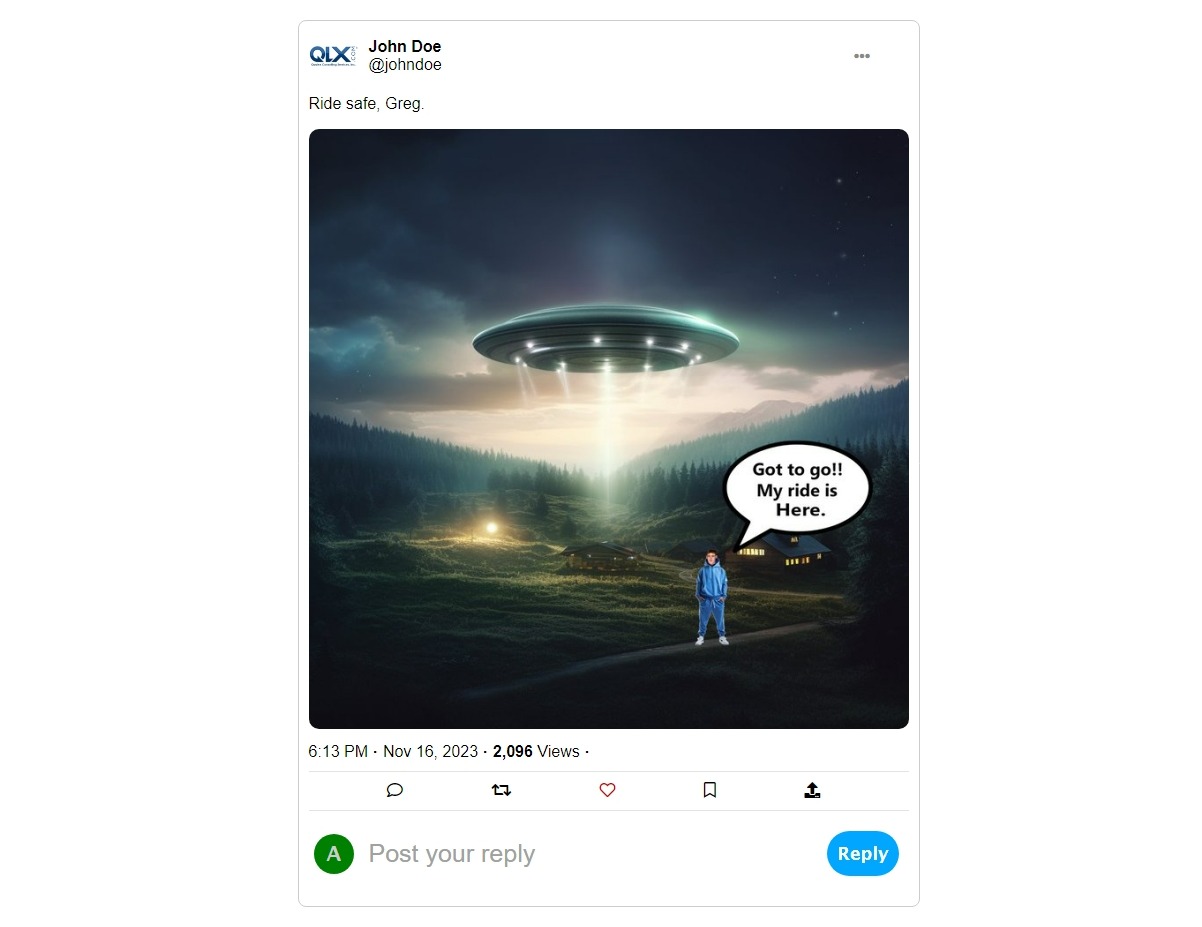 QLX.COM
John Doe
@johndoe
Ride safe, Greg.
Got to go!!
My ride is
Here.
6:13 PM · Nov 16, 2023 · 2,096 Views ·
A
Post your reply
Reply